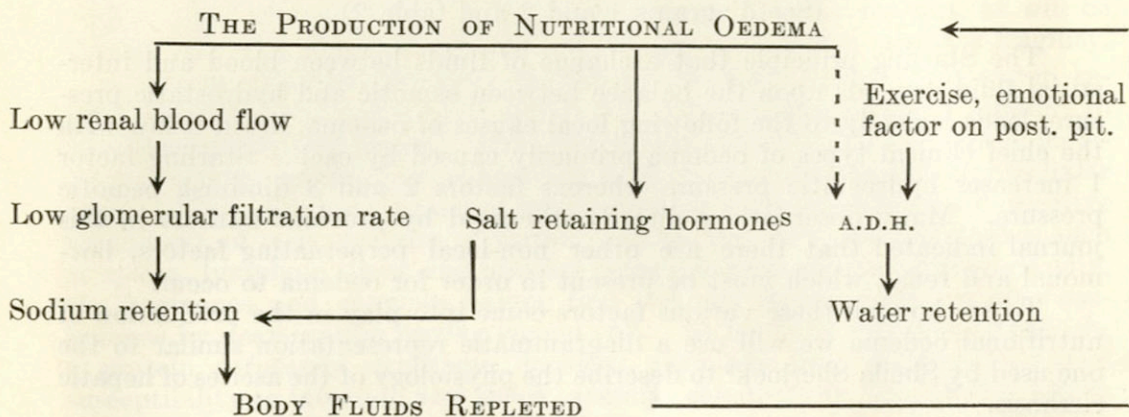 The Production of Nutritional Oedema
Exercise, emotional
factor on post. pit.
Low renal blood flow
Low glomerular filtration rate
Salt retaining hormones
A.D.H.
Sodium retention
Water retention
Body Fluids Repleted